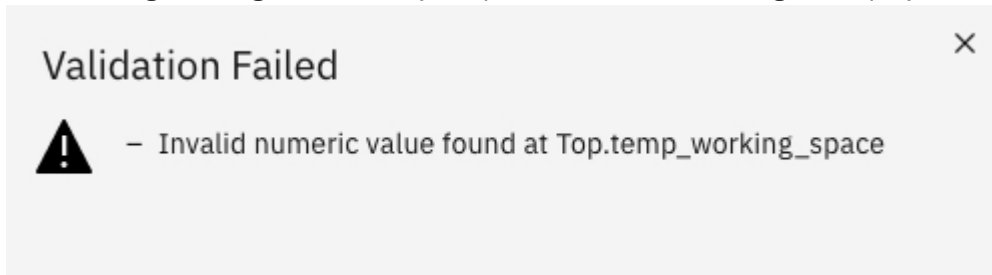 Validation Failed
– Invalid numeric value found at Top.temp_working_space